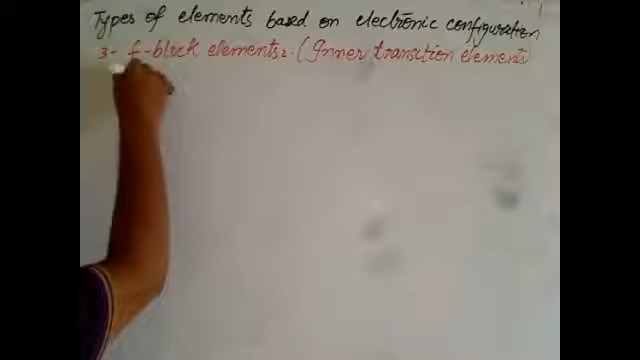 Types of elements based on electronic configuration
3- f-block elements:- (Inner transition elements